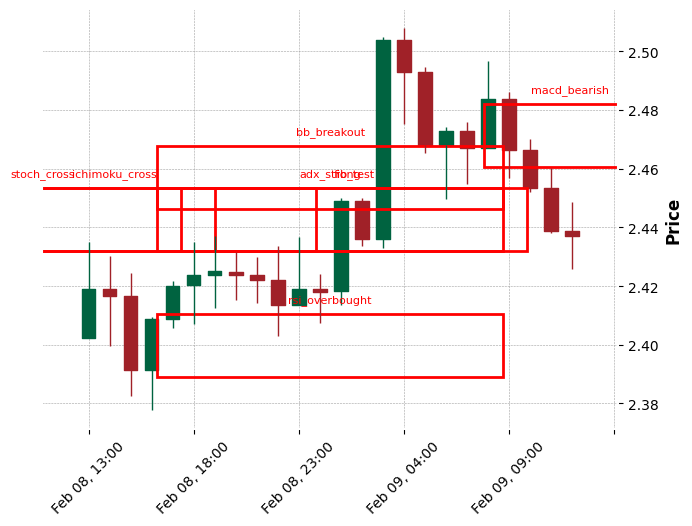 macd_bearish
bb_breakout
stoch_cross
ichimoku_cross
adx_strong
fib_test
rsi_overbought
2.50
2.48
2.46
2.44
2.42
2.40
2.38
Price
Feb 08, 13:00
Feb 08, 18:00
Feb 08, 23:00
Feb 09, 04:00
Feb 09, 09:00